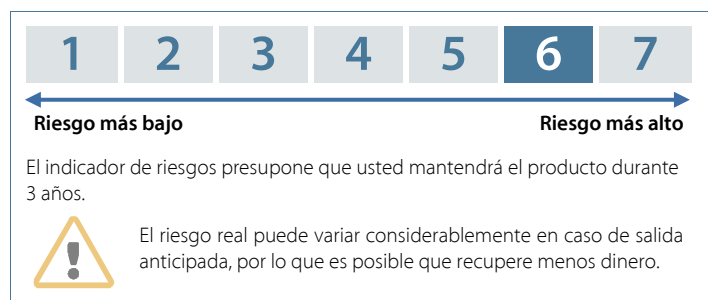 1 2 3 4 5 6 7
Riesgo más bajo Riesgo más alto
El indicador de riesgos presupone que usted mantendrá el producto durante
3 años.
El riesgo real puede variar considerablemente en caso de salida
anticipada, por lo que es posible que recupere menos dinero.